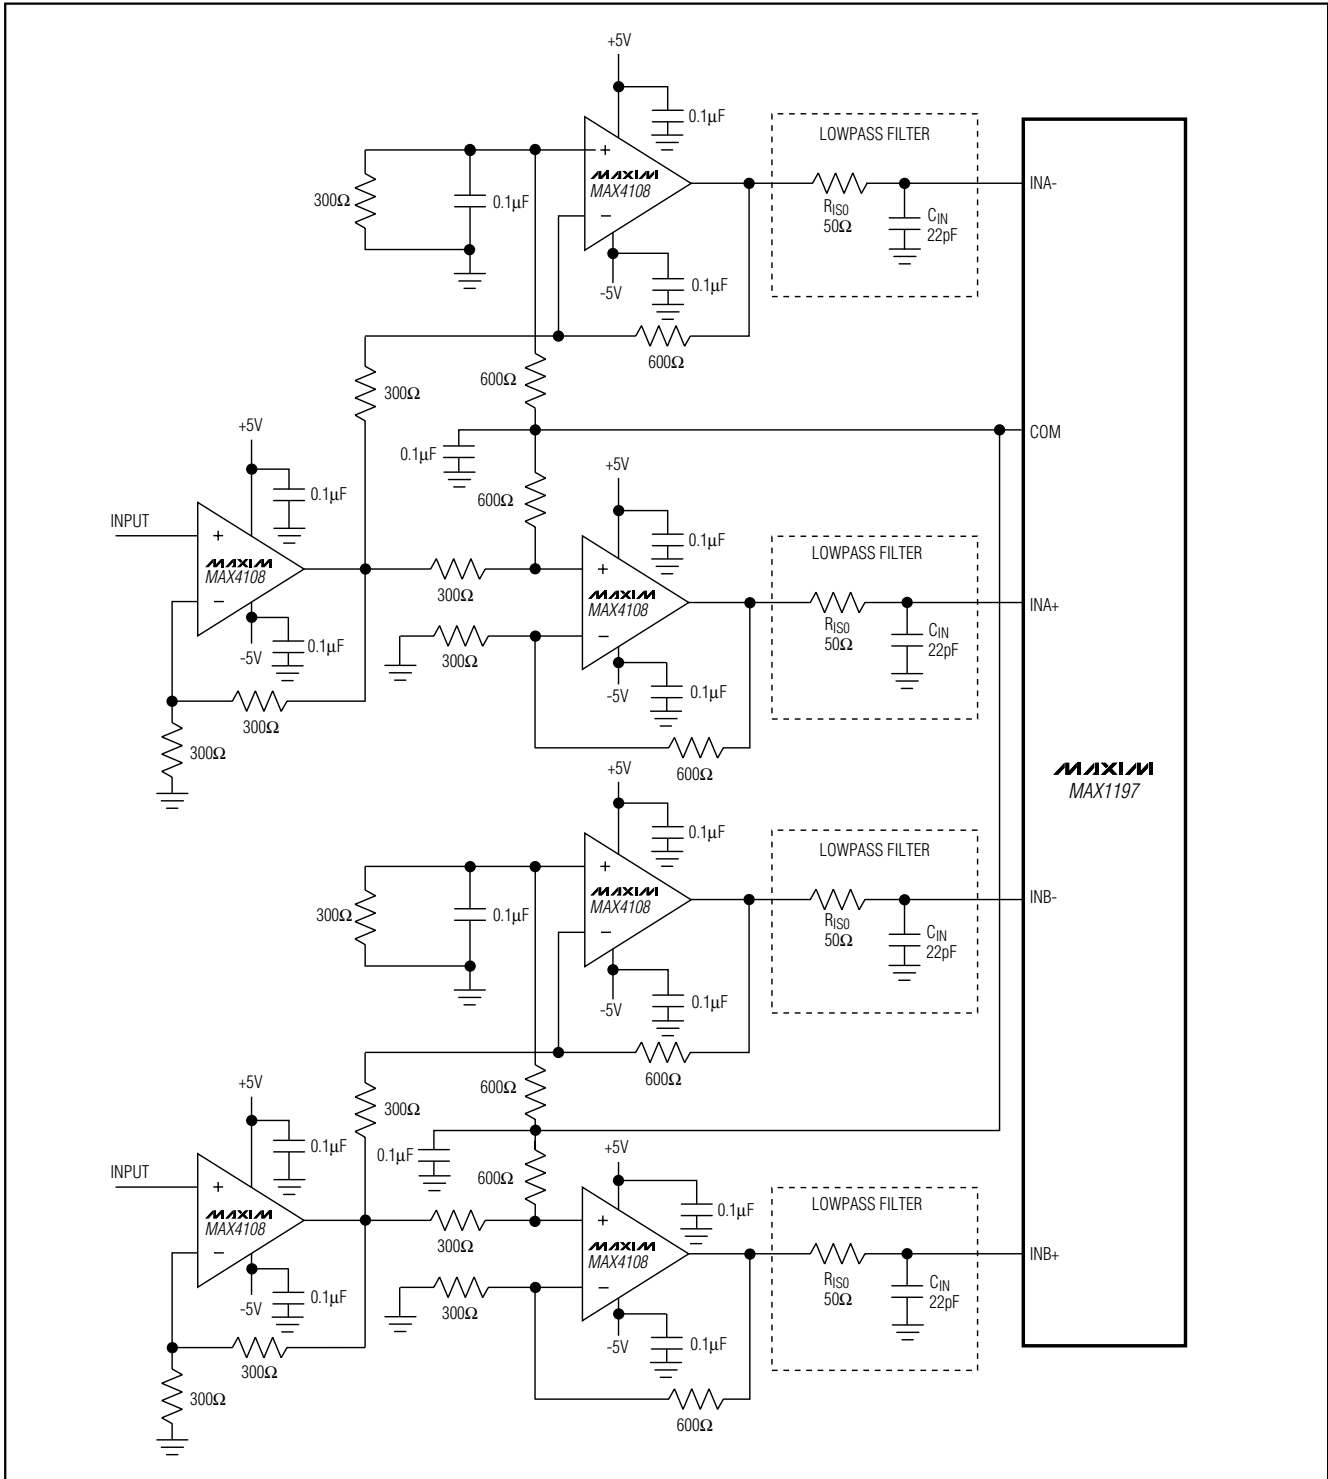 +5V
0.1µF
LOWPASS FILTER
+
MAXIM
MAX4108
INA-
300Ω
0.1µF
RISO
50Ω
CIN
22pF
−
-5V
0.1µF
600Ω
300Ω
600Ω
COM
+5V
0.1µF
+5V
0.1µF
600Ω
0.1µF
INPUT
+
MAXIM
MAX4108
LOWPASS FILTER
+
MAXIM
MAX4108
300Ω
INA+
−
0.1µF
-5V
RISO
50Ω
CIN
22pF
−
300Ω
-5V
0.1µF
300Ω
300Ω
600Ω
MAXIM
MAX1197
+5V
0.1µF
LOWPASS FILTER
+
MAXIM
MAX4108
INB-
300Ω
0.1µF
RISO
50Ω
CIN
22pF
−
-5V
0.1µF
600Ω
+5V
600Ω
300Ω
0.1µF
0.1µF
+5V
600Ω
INPUT
+
MAXIM
MAX4108
LOWPASS FILTER
0.1µF
+
MAXIM
MAX4108
300Ω
INB+
−
-5V
0.1µF
RISO
50Ω
CIN
22pF
−
300Ω
-5V
0.1µF
300Ω
300Ω
600Ω